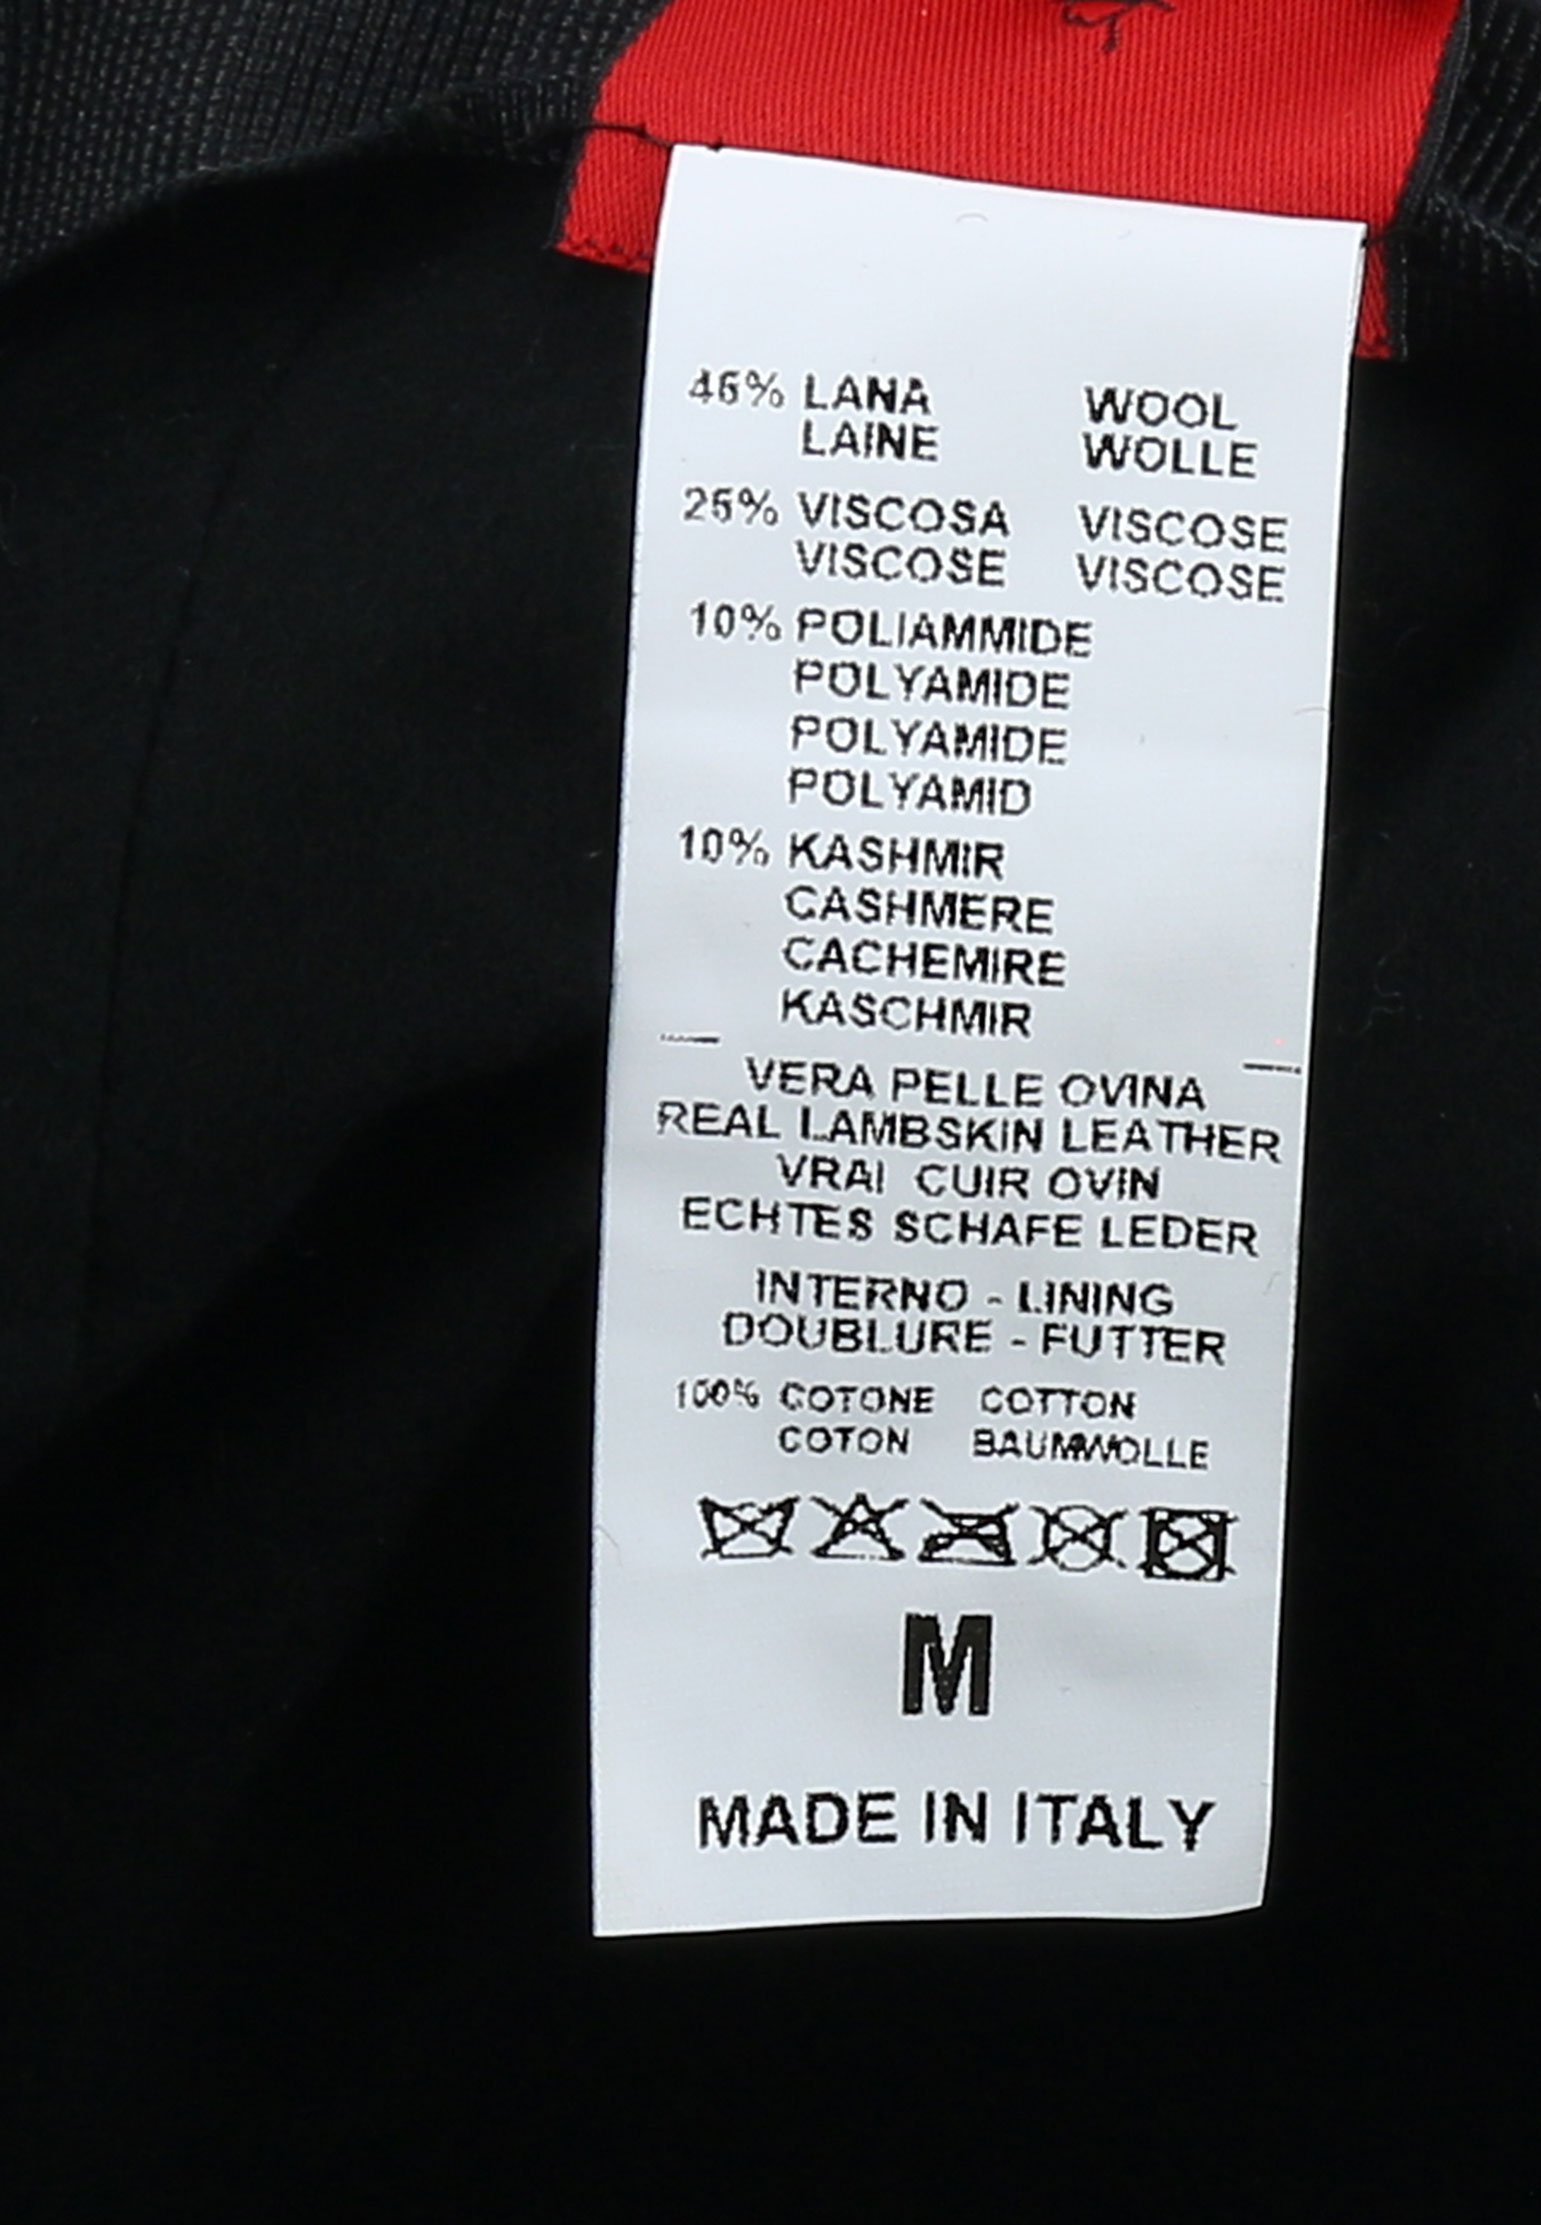 46% LANA WOOL
LAINE WOLLE
25% VISCOSA VISCOSE
VISCOSE VISCOSE
10% POLIAMMIDE
POLYAMIDE
POLYAMIDE
POLYAMID
10% KASHMIR
CASHMERE
CACHEMIRE
KASCHMIR
VERA PELLE OVINA
REAL LAMBSKIN LEATHER
VRAI CUIR OVIN
ECHTES SCHAFE LEDER
INTERNO - LINING
DOUBLURE - FUTTER
100% COTONE COTTON
COTON BAUMWOLLE
M
MADE IN ITALY